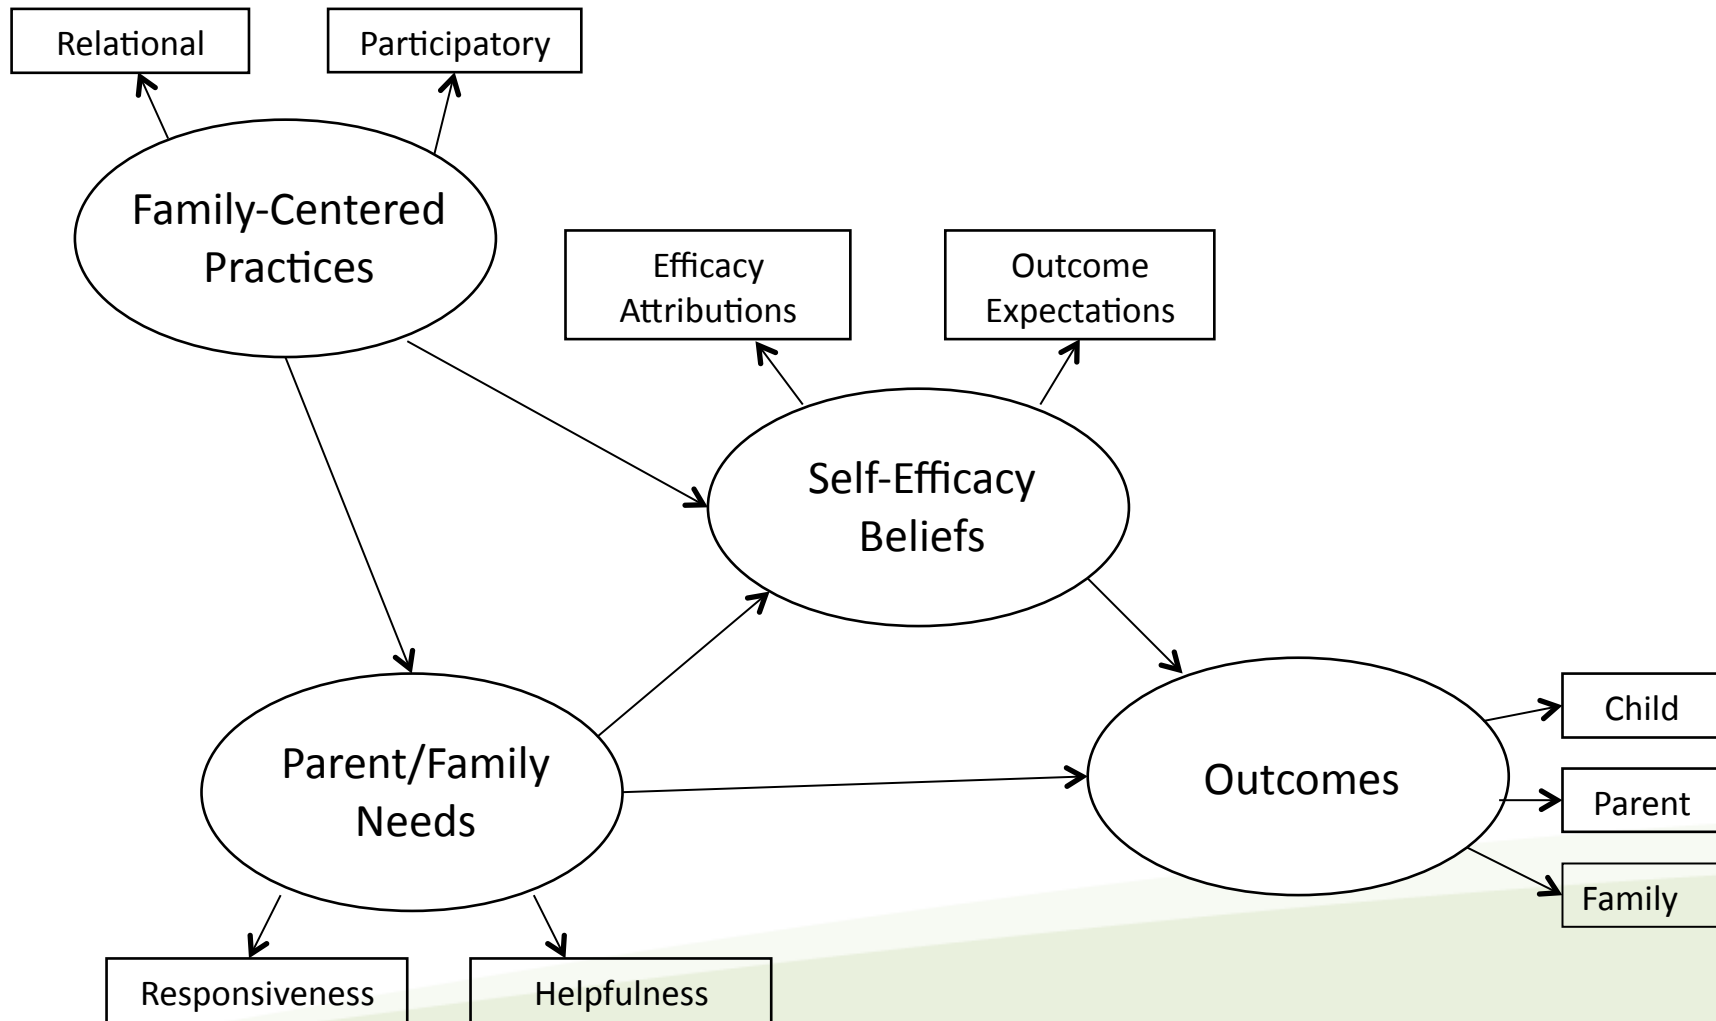 Relational
Participatory
Family-Centered
Practices
Efficacy
Attributions
Outcome
Expectations
Self-Efficacy
Beliefs
Parent/Family
Needs
Outcomes
Child
Parent
Family
Responsiveness
Helpfulness